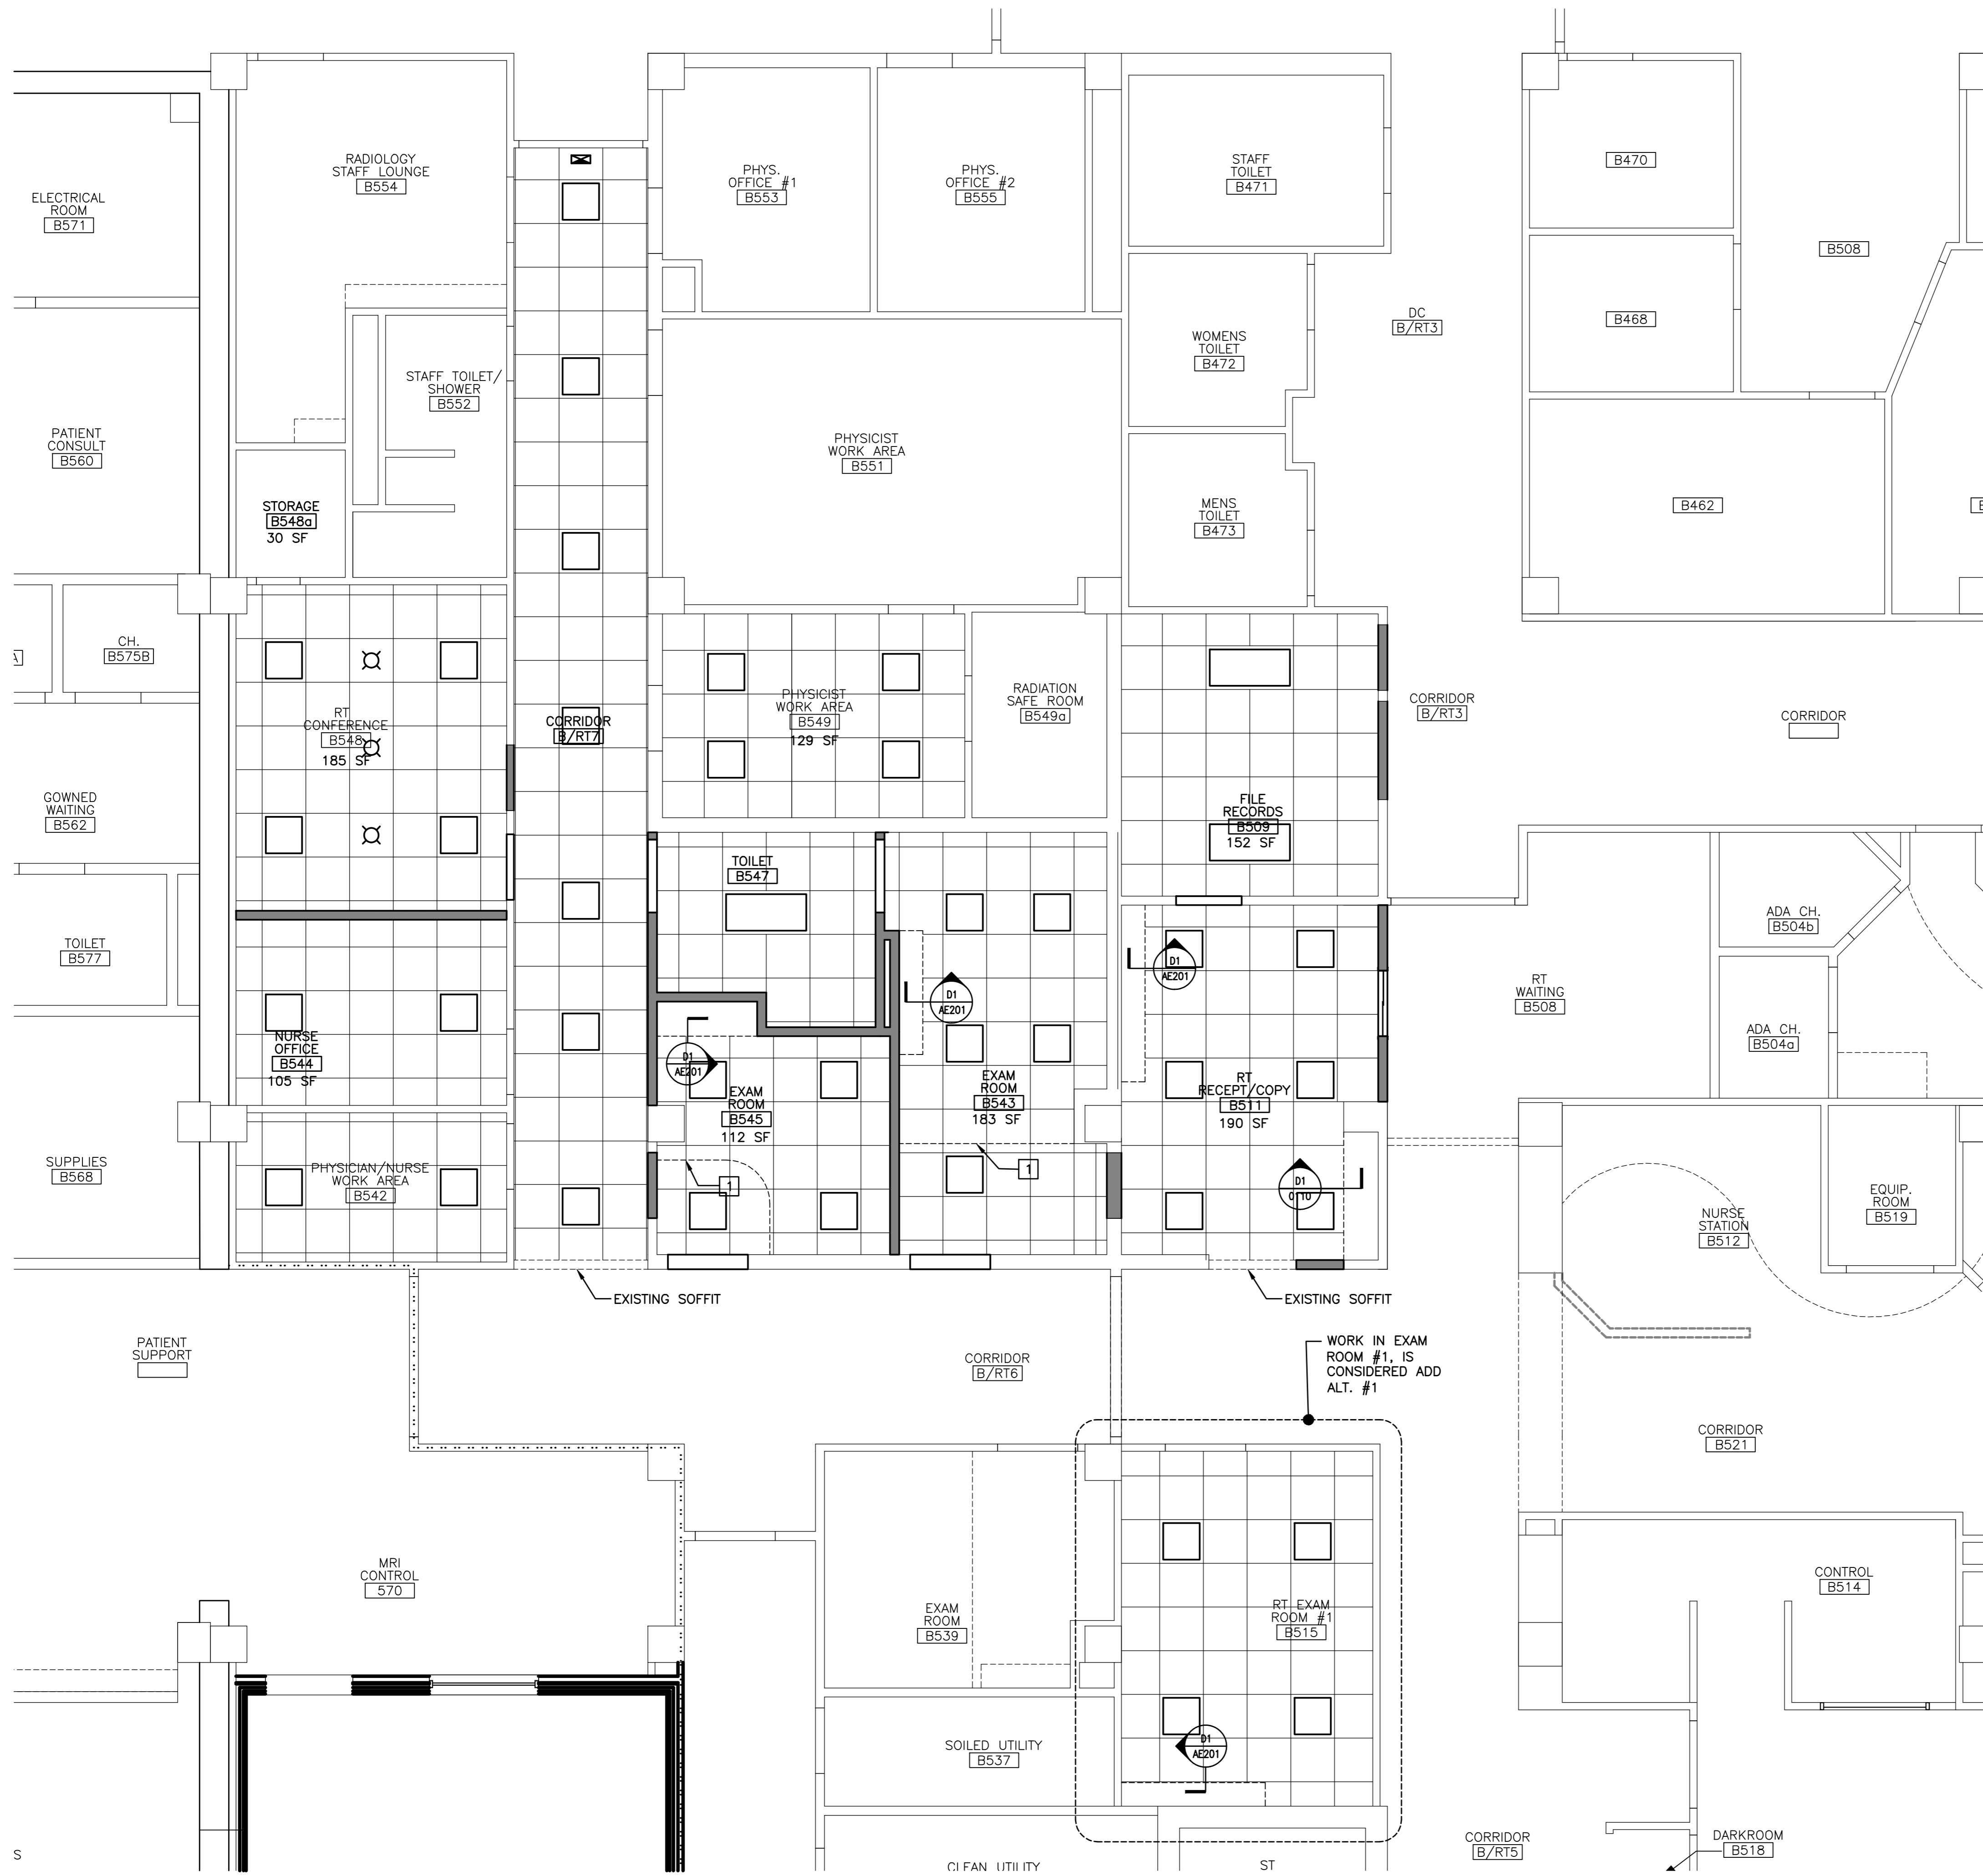 RADIOLOGY
STAFF LOUNGE
B554
PHYS.
OFFICE #1
B553
PHYS.
OFFICE #2
B555
STAFF
TOILET
B471
B470
ELECTRICAL
ROOM
B571
B508
DC
B/RT3
B468
WOMENS
TOILET
B472
STAFF TOILET/
SHOWER
B552
PATIENT
CONSULT
B560
PHYSICIST
WORK AREA
B551
STORAGE
B548a
30 SF
MENS
TOILET
B473
B462
CH.
B575B
A
RT
CONFERENCE
B548
185 SF
CORRIDOR
B/RT7
PHYSICIST
WORK AREA
B549
129 SF
RADIATION
SAFE ROOM
B549a
CORRIDOR
B/RT3
CORRIDOR
GOWNED
WAITING
B562
FILE
RECORDS
B509
152 SF
TOILET
B547
ADA CH.
B504b
TOILET
B577
D1
AE201
D1
AE201
RT
WAITING
B508
ADA CH.
B504a
NURSE
OFFICE
B544
105 SF
D1
AE201
EXAM
ROOM
B545
112 SF
EXAM
ROOM
B543
183 SF
RT
RECEPT/COPY
B511
190 SF
SUPPLIES
B568
PHYSICIAN/NURSE
WORK AREA
B542
1
1
D1
EQUIP.
ROOM
B519
NURSE
STATION
B512
EXISTING SOFFIT
EXISTING SOFFIT
PATIENT
SUPPORT
CORRIDOR
B/RT6
WORK IN EXAM
ROOM #1, IS
CONSIDERED ADD
ALT. #1
CORRIDOR
B521
MRI
CONTROL
570
CONTROL
B514
EXAM
ROOM
B539
RT EXAM
ROOM #1
B515
SOILED UTILITY
B537
D1
AE201
S
CLEAN UTILITY
ST
CORRIDOR
B/RT5
DARKROOM
B518